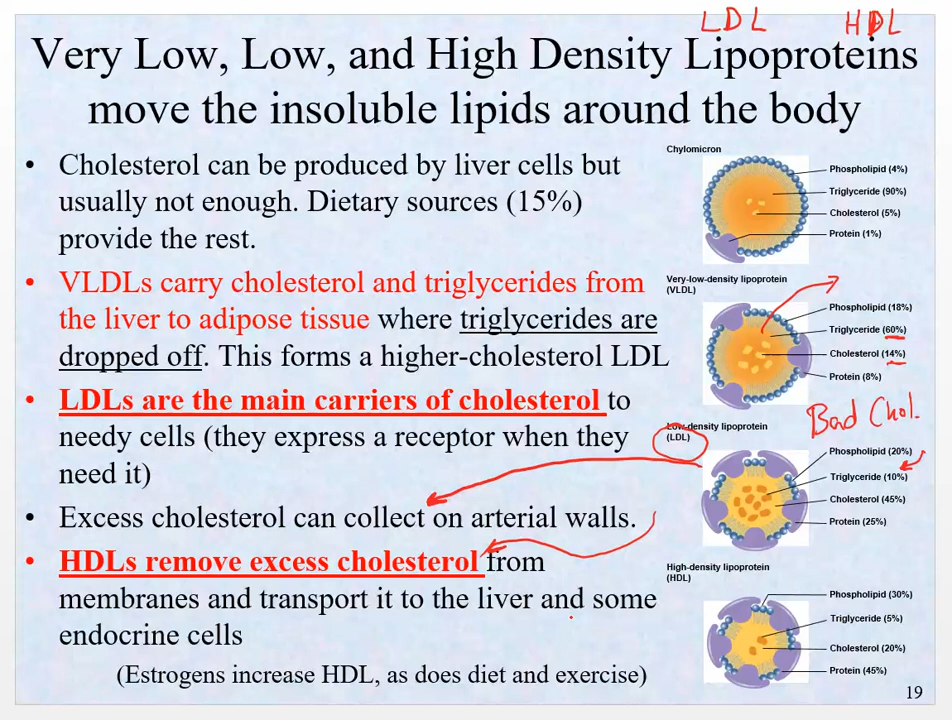 LDL HDL
Very Low, Low, and High Density Lipoproteins
move the insoluble lipids around the body
• Cholesterol can be produced by liver cells but
usually not enough. Dietary sources (15%)
provide the rest.
• VLDLs carry cholesterol and triglycerides from
the liver to adipose tissue where triglycerides are
dropped off. This forms a higher-cholesterol LDL
• LDLs are the main carriers of cholesterol to
needy cells (they express a receptor when they
need it)
• Excess cholesterol can collect on arterial walls.
• HDLs remove excess cholesterol from
membranes and transport it to the liver and some
endocrine cells
(Estrogens increase HDL, as does diet and exercise)
Chylomicron
Phospholipid (4%)
Triglyceride (90%)
Cholesterol (5%)
Protein (1%)
Very-low-density lipoprotein
(VLDL)
Phospholipid (18%)
Triglyceride (60%)
Cholesterol (14%)
Protein (8%)
Bad Chol.
Low-density lipoprotein
(LDL)
Phospholipid (20%)
Triglyceride (10%)
Cholesterol (45%)
Protein (25%)
High-density lipoprotein
(HDL)
Phospholipid (30%)
Triglyceride (5%)
Cholesterol (20%)
Protein (45%)
19